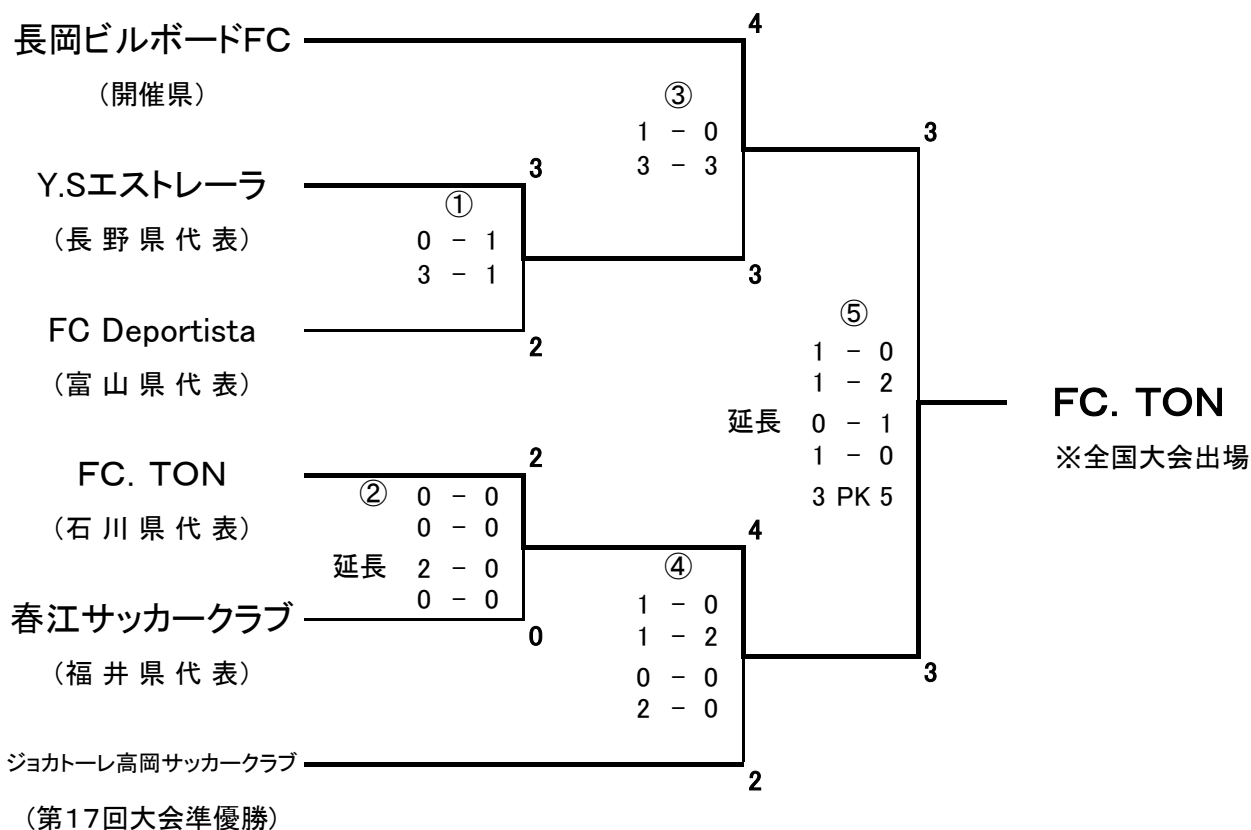 長岡ビルボードFC
（開催県）
4
③
1 － 0
3 － 3
3
Y.Sエストレーラ
（長 野 県 代 表）
3
①
0 － 1
3 － 1
3
FC Deportista
（富 山 県 代 表）
2
⑤
1 － 0
1 － 2
延長 0 － 1
1 － 0
3 PK 5
FC. TON
※全国大会出場
FC. TON
（石 川 県 代 表）
2
② 0 － 0
0 － 0
延長 2 － 0
0 － 0
春江サッカークラブ
（福 井 県 代 表）
0
4
④
1 － 0
1 － 2
0 － 0
2 － 0
3
ジョカトーレ高岡サッカークラブ
（第１７回大会準優勝）
2